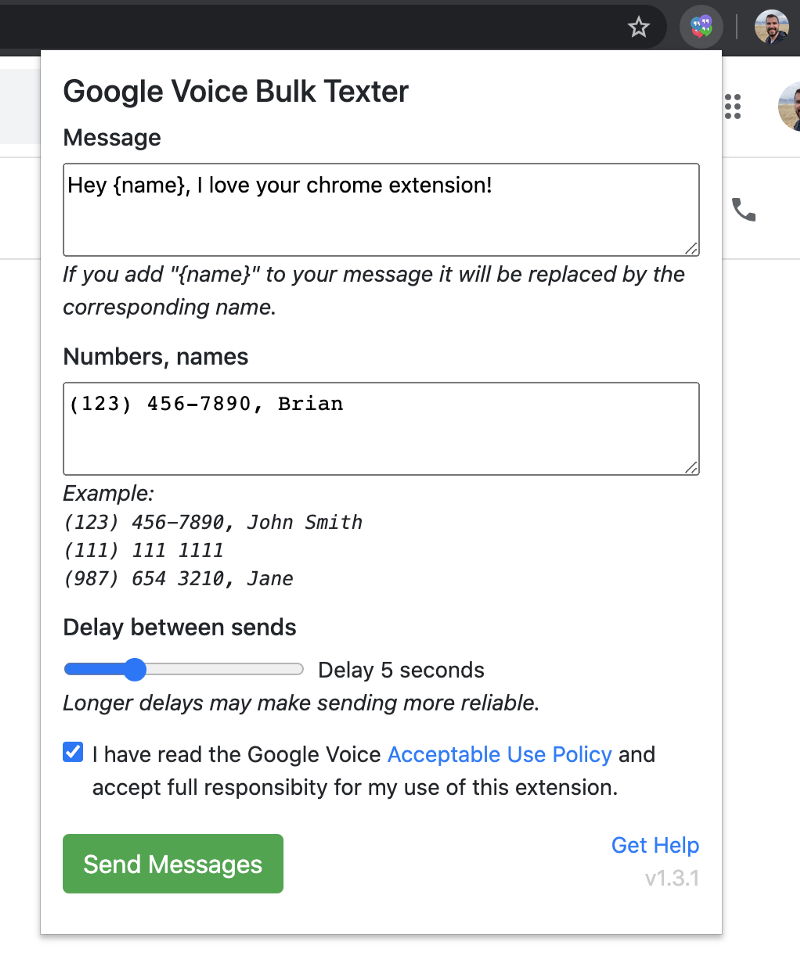 Google Voice Bulk Texter
Message
Hey {name}, I love your chrome extension!
If you add "{name}" to your message it will be replaced by the
corresponding name.
Numbers, names
(123) 456-7890, Brian
Example:
(123) 456-7890, John Smith
(111) 111 1111
(987) 654 3210, Jane
Delay between sends
Delay 5 seconds
Longer delays may make sending more reliable.
I have read the Google Voice Acceptable Use Policy and
accept full responsibity for my use of this extension.
Send Messages
Get Help
v1.3.1